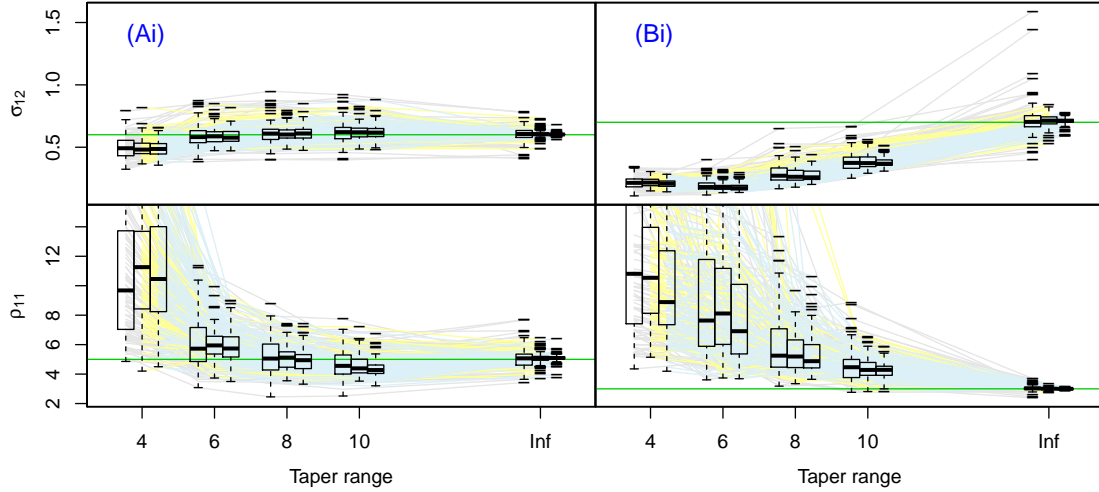 (Ai) (Bi)
σ12
0.5 1.0 1.5
ρ11
2 4 6 8 12
4 6 8 10 Inf 4 6 8 10 Inf
Taper range Taper range